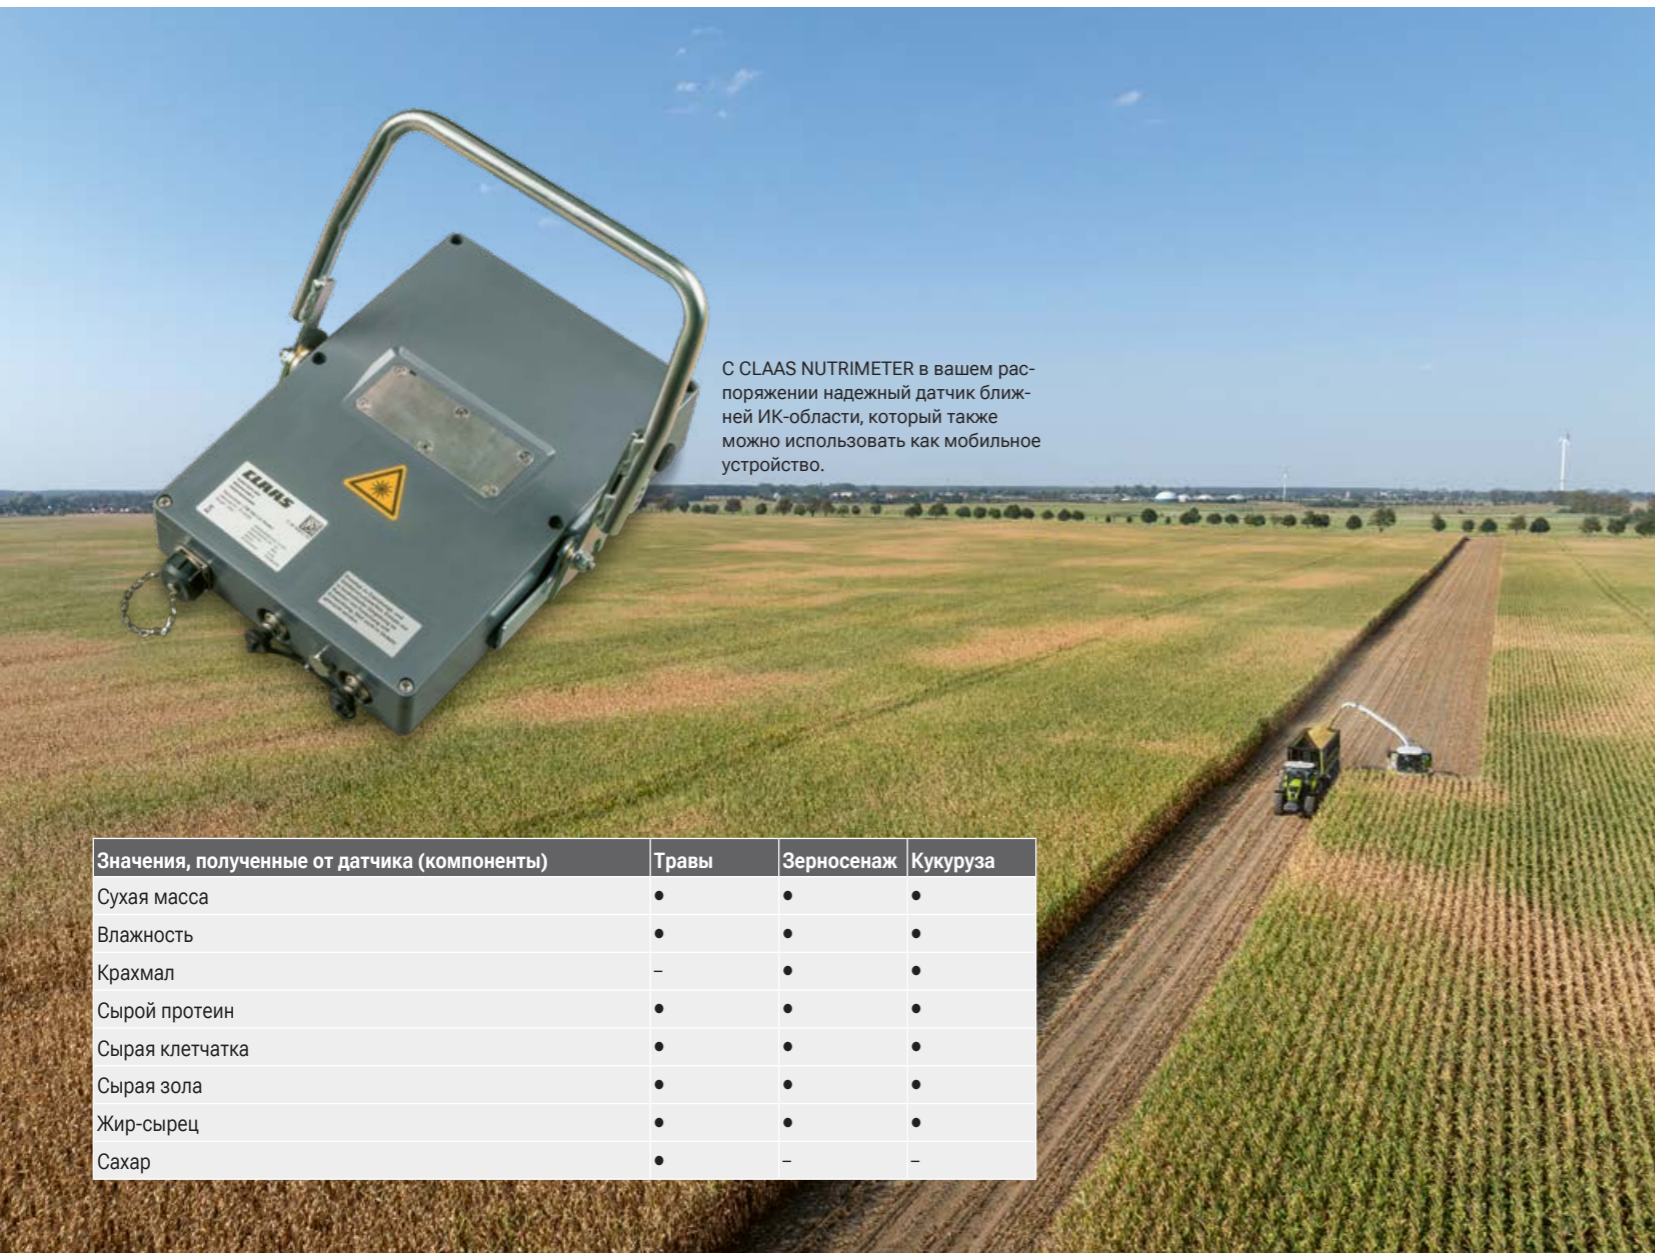 С CLAAS NUTRIMETER в вашем рас-
поряжении надежный датчик ближ-
ней ИК-области, который также
можно использовать как мобильное
устройство.
CLAAS
Значения, полученные от датчика (компоненты) Травы Зерносенаж Кукуруза
Сухая масса ● ● ●
Влажность ● ● ●
Крахмал – ● ●
Сырой протеин ● ● ●
Сырая клетчатка ● ● ●
Сырая зола ● ● ●
Жир-сырец ● ● ●
Сахар ● – –